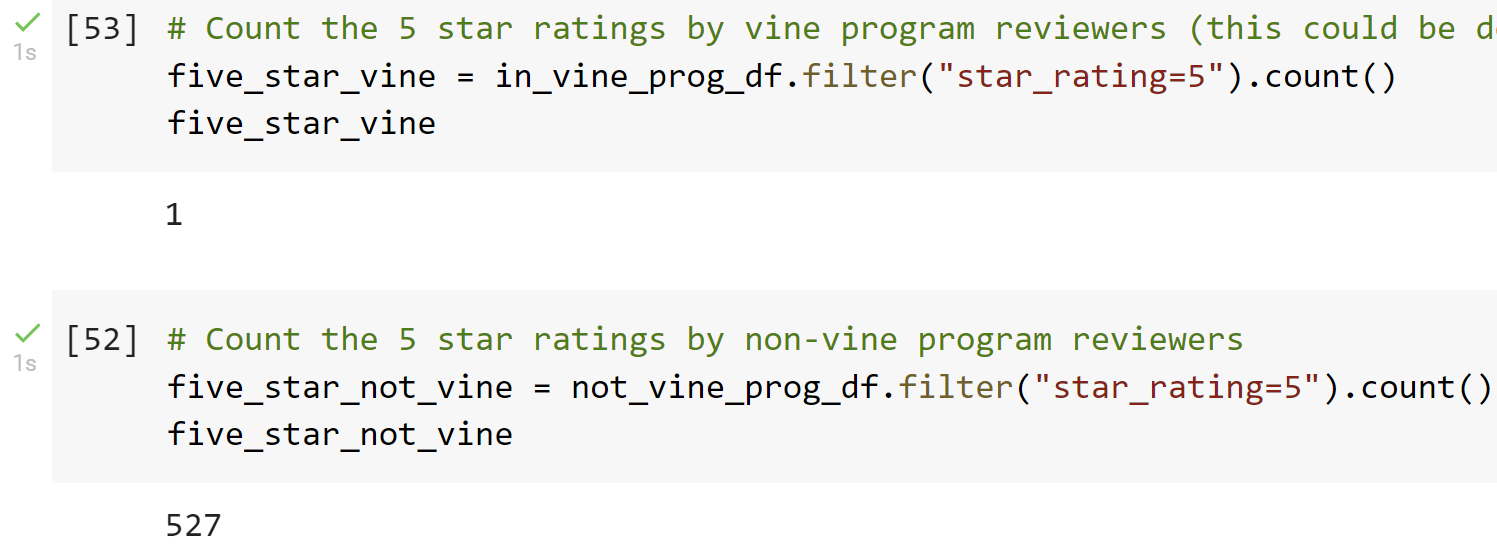 [53] # Count the 5 star ratings by vine program reviewers (this could be
1s
five_star_vine = in_vine_prog_df.filter("star_rating=5").count()
five_star_vine
1
[52] # Count the 5 star ratings by non-vine program reviewers
1s
five_star_not_vine = not_vine_prog_df.filter("star_rating=5").count()
five_star_not_vine
527